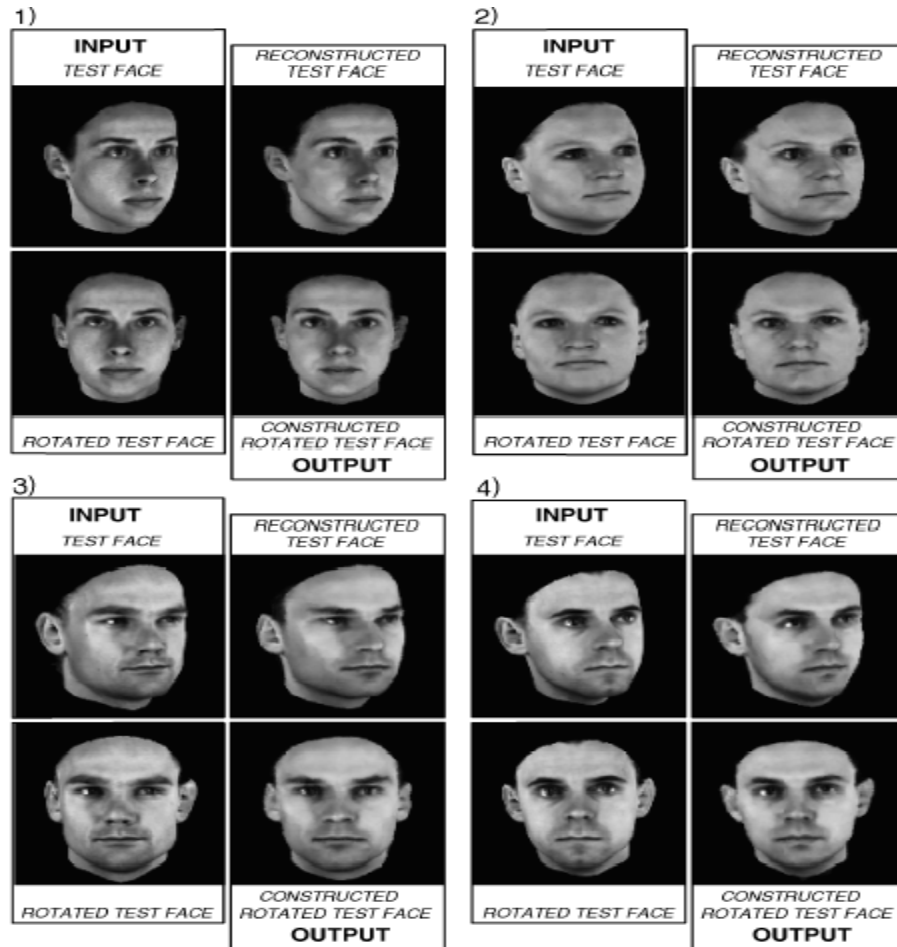 1)
INPUT
TEST FACE
RECONSTRUCTED
TEST FACE
ROTATED TEST FACE
CONSTRUCTED
ROTATED TEST FACE
OUTPUT
2)
INPUT
TEST FACE
RECONSTRUCTED
TEST FACE
ROTATED TEST FACE
CONSTRUCTED
ROTATED TEST FACE
OUTPUT
3)
INPUT
TEST FACE
RECONSTRUCTED
TEST FACE
ROTATED TEST FACE
CONSTRUCTED
ROTATED TEST FACE
OUTPUT
4)
INPUT
TEST FACE
RECONSTRUCTED
TEST FACE
ROTATED TEST FACE
CONSTRUCTED
ROTATED TEST FACE
OUTPUT